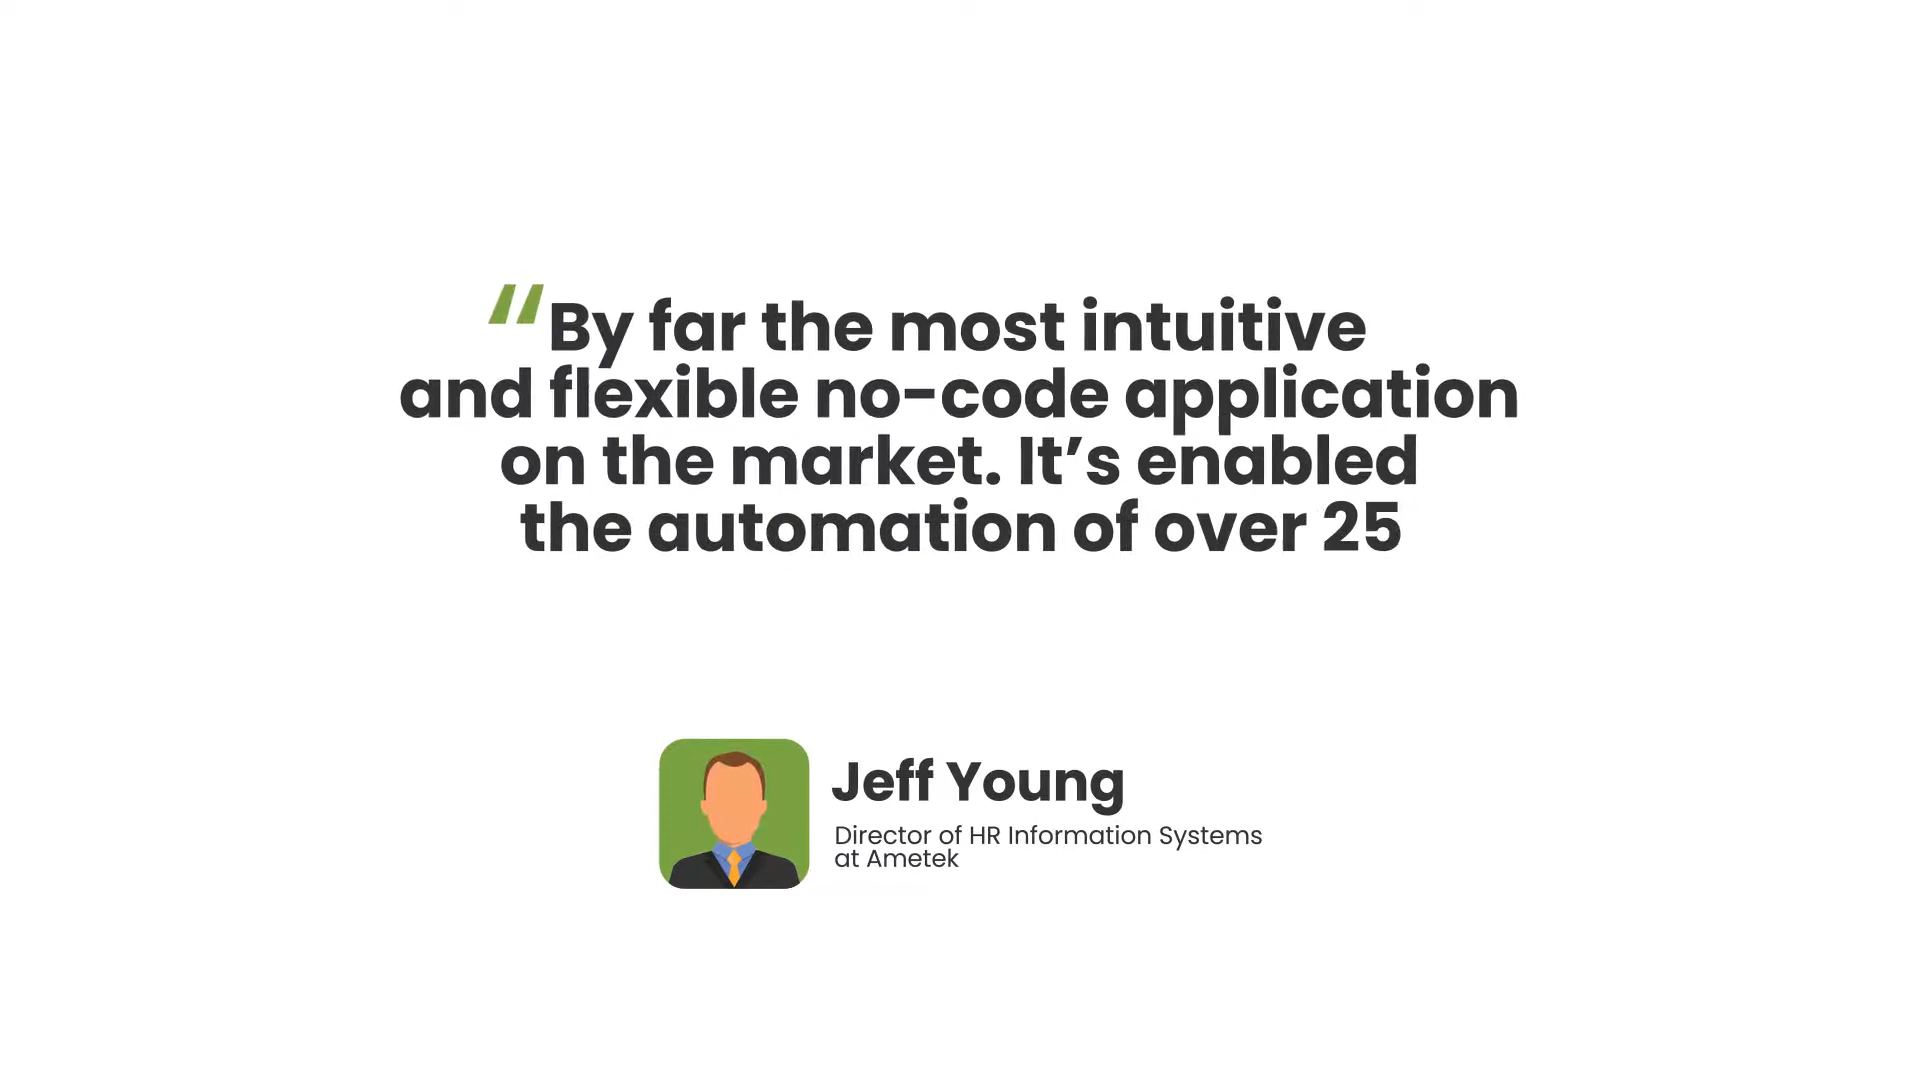 “By far the most intuitive
and flexible no-code application
on the market. It’s enabled
the automation of over 25
Jeff Young
Director of HR Information Systems
at Ametek